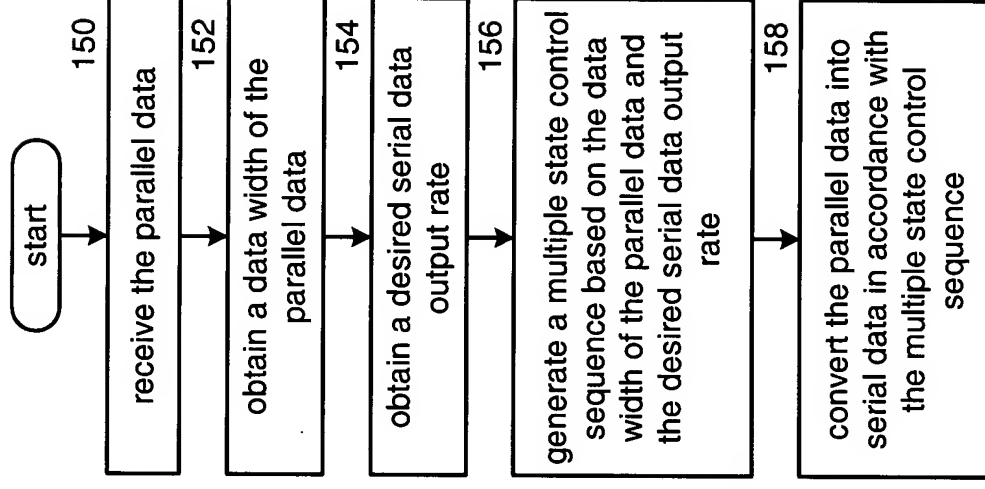 start
150
receive the parallel data
152
obtain a data width of the
parallel data
154
obtain a desired serial data
output rate
156
generate a multiple state control
sequence based on the data
width of the parallel data and
the desired serial data output
rate
158
convert the parallel data into
serial data in accordance with
the multiple state control
sequence